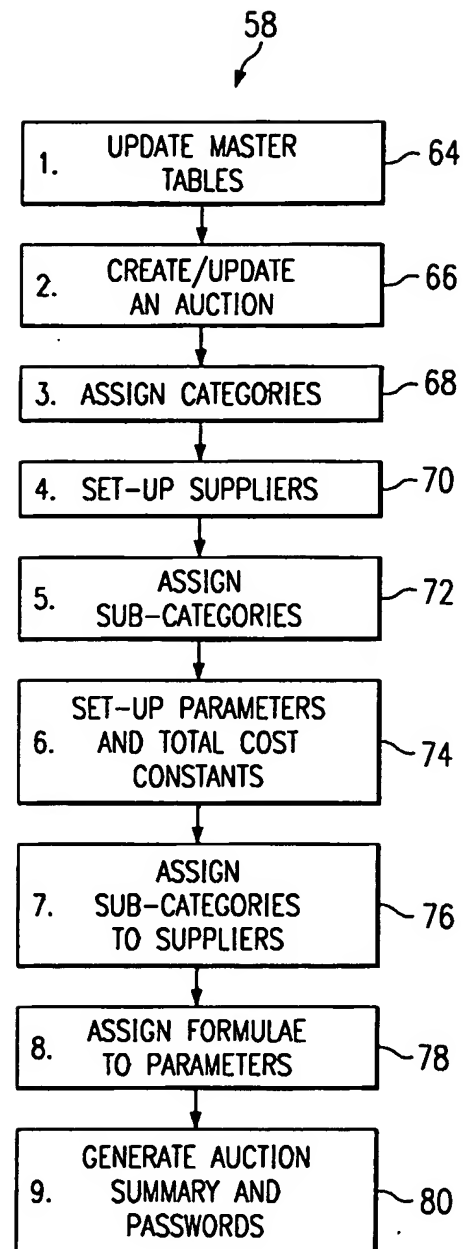 58
1. UPDATE MASTER
TABLES
64
2. CREATE/UPDATE
AN AUCTION
66
3. ASSIGN CATEGORIES
68
4. SET-UP SUPPLIERS
70
5. ASSIGN
SUB-CATEGORIES
72
SET-UP PARAMETERS
6. AND TOTAL COST
CONSTANTS
74
ASSIGN
7. SUB-CATEGORIES
TO SUPPLIERS
76
8. ASSIGN FORMULAE
TO PARAMETERS
78
GENERATE AUCTION
9. SUMMARY AND
PASSWORDS
80